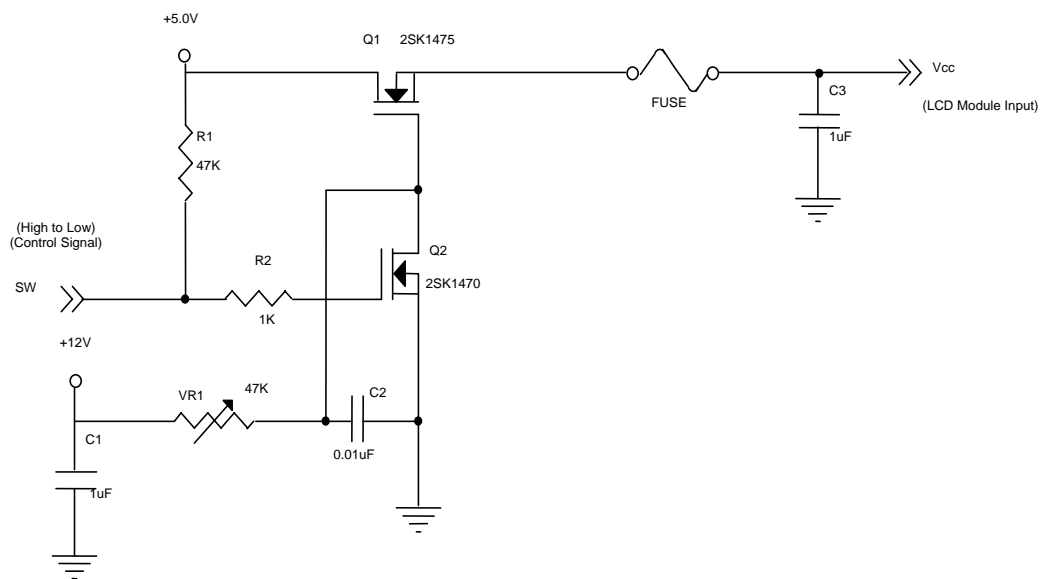 +5.0V
Q1 2SK1475
Vcc
FUSE
C3
(LCD Module Input)
R1
1uF
47K
(High to Low)
(Control Signal)
Q2
R2
2SK1470
SW
1K
+12V
VR1
47K
C2
C1
0.01uF
1uF